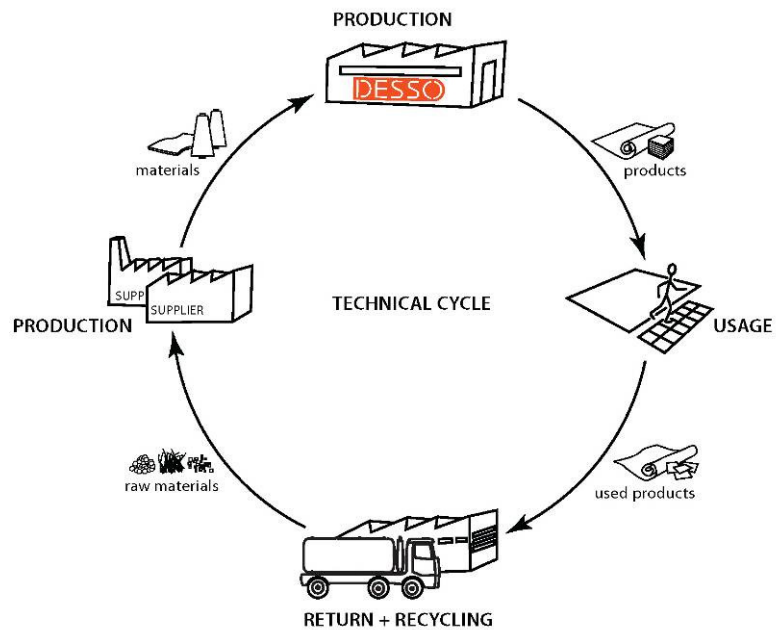 PRODUCTION
DESSO
materials
products
SUPP
SUPPLIER
TECHNICAL CYCLE
PRODUCTION
USAGE
raw materials
used products
RETURN + RECYCLING